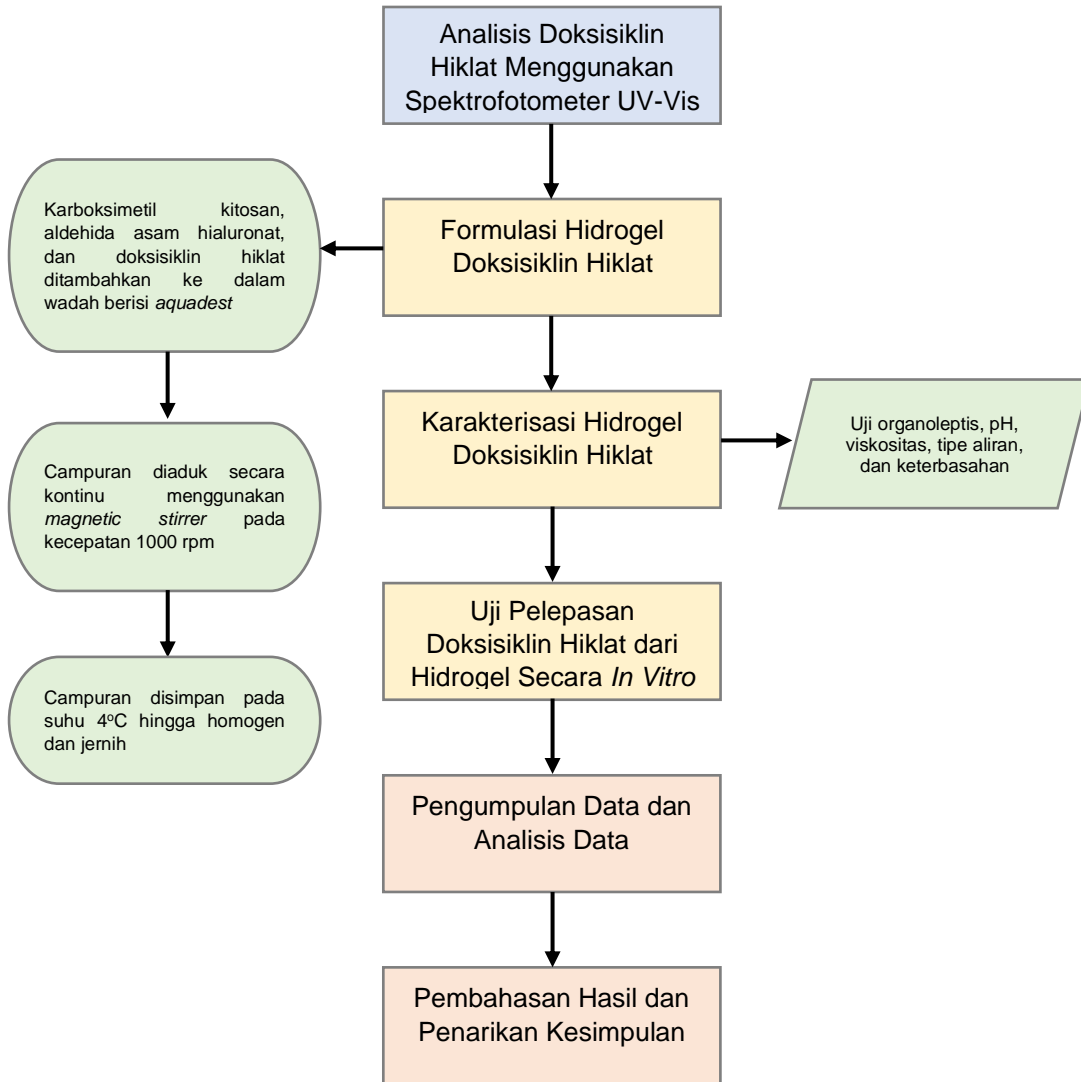 Analisis Doksisiklin
Hiklat Menggunakan
Spektrofotometer UV-Vis
Formulasi Hidrogel
Doksisiklin Hiklat
Karboksimetil kitosan,
aldehida asam hialuronat,
dan doksisiklin hiklat
ditambahkan ke dalam
wadah berisi aquadest
Campuran diaduk secara
kontinu menggunakan
magnetic stirrer pada
kecepatan 1000 rpm
Campuran disimpan pada
suhu 4ºC hingga homogen
dan jernih
Karakterisasi Hidrogel
Doksisiklin Hiklat
Uji organoleptis, pH,
viskositas, tipe aliran,
dan keterbasahan
Uji Pelepasan
Doksisiklin Hiklat dari
Hidrogel Secara In Vitro
Pengumpulan Data dan
Analisis Data
Pembahasan Hasil dan
Penarikan Kesimpulan